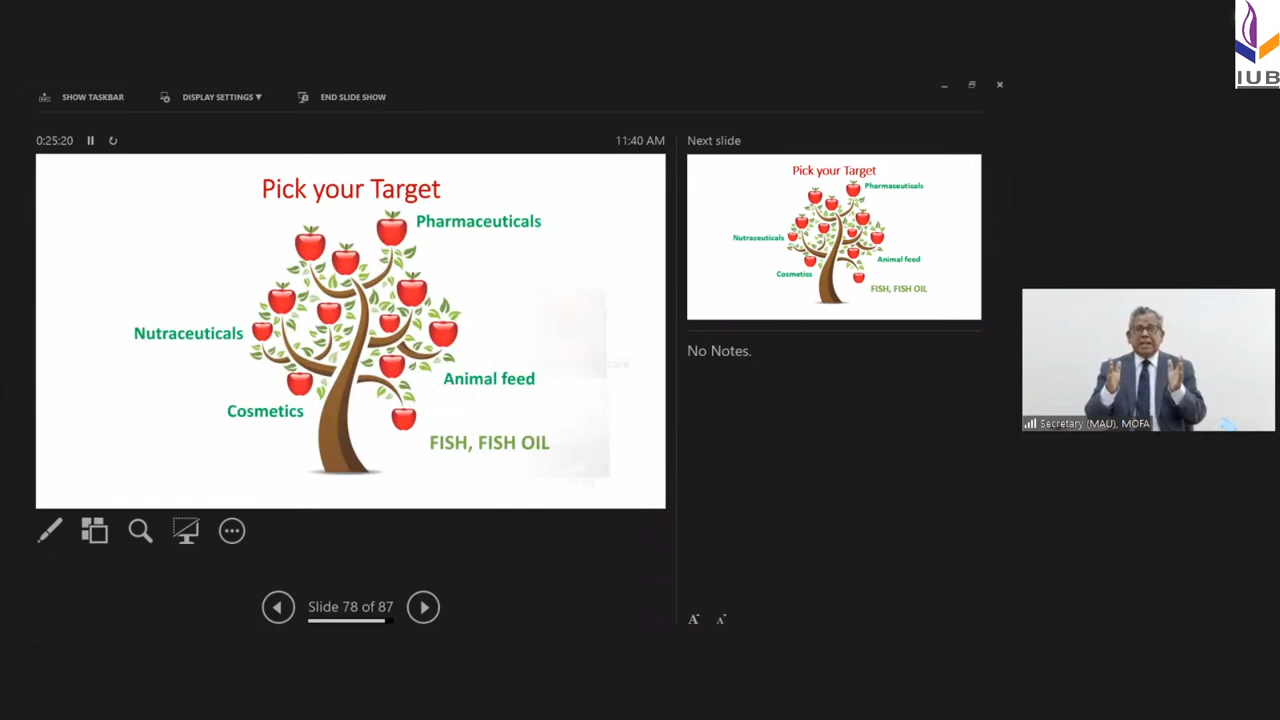 IUB
SHOW TASKBAR
DISPLAY SETTINGS ▼
END SLIDE SHOW
0:25:20
11:40 AM
Next slide
Pick your Target
Pharmaceuticals
Nutraceuticals
Animal feed
Cosmetics
FISH, FISH OIL
Pick your Target
Pharmaceuticals
Nutraceuticals
Animal feed
Cosmetics
FISH, FISH OIL
No Notes.
Secretary (MAU), MOFA
Slide 78 of 87
A A